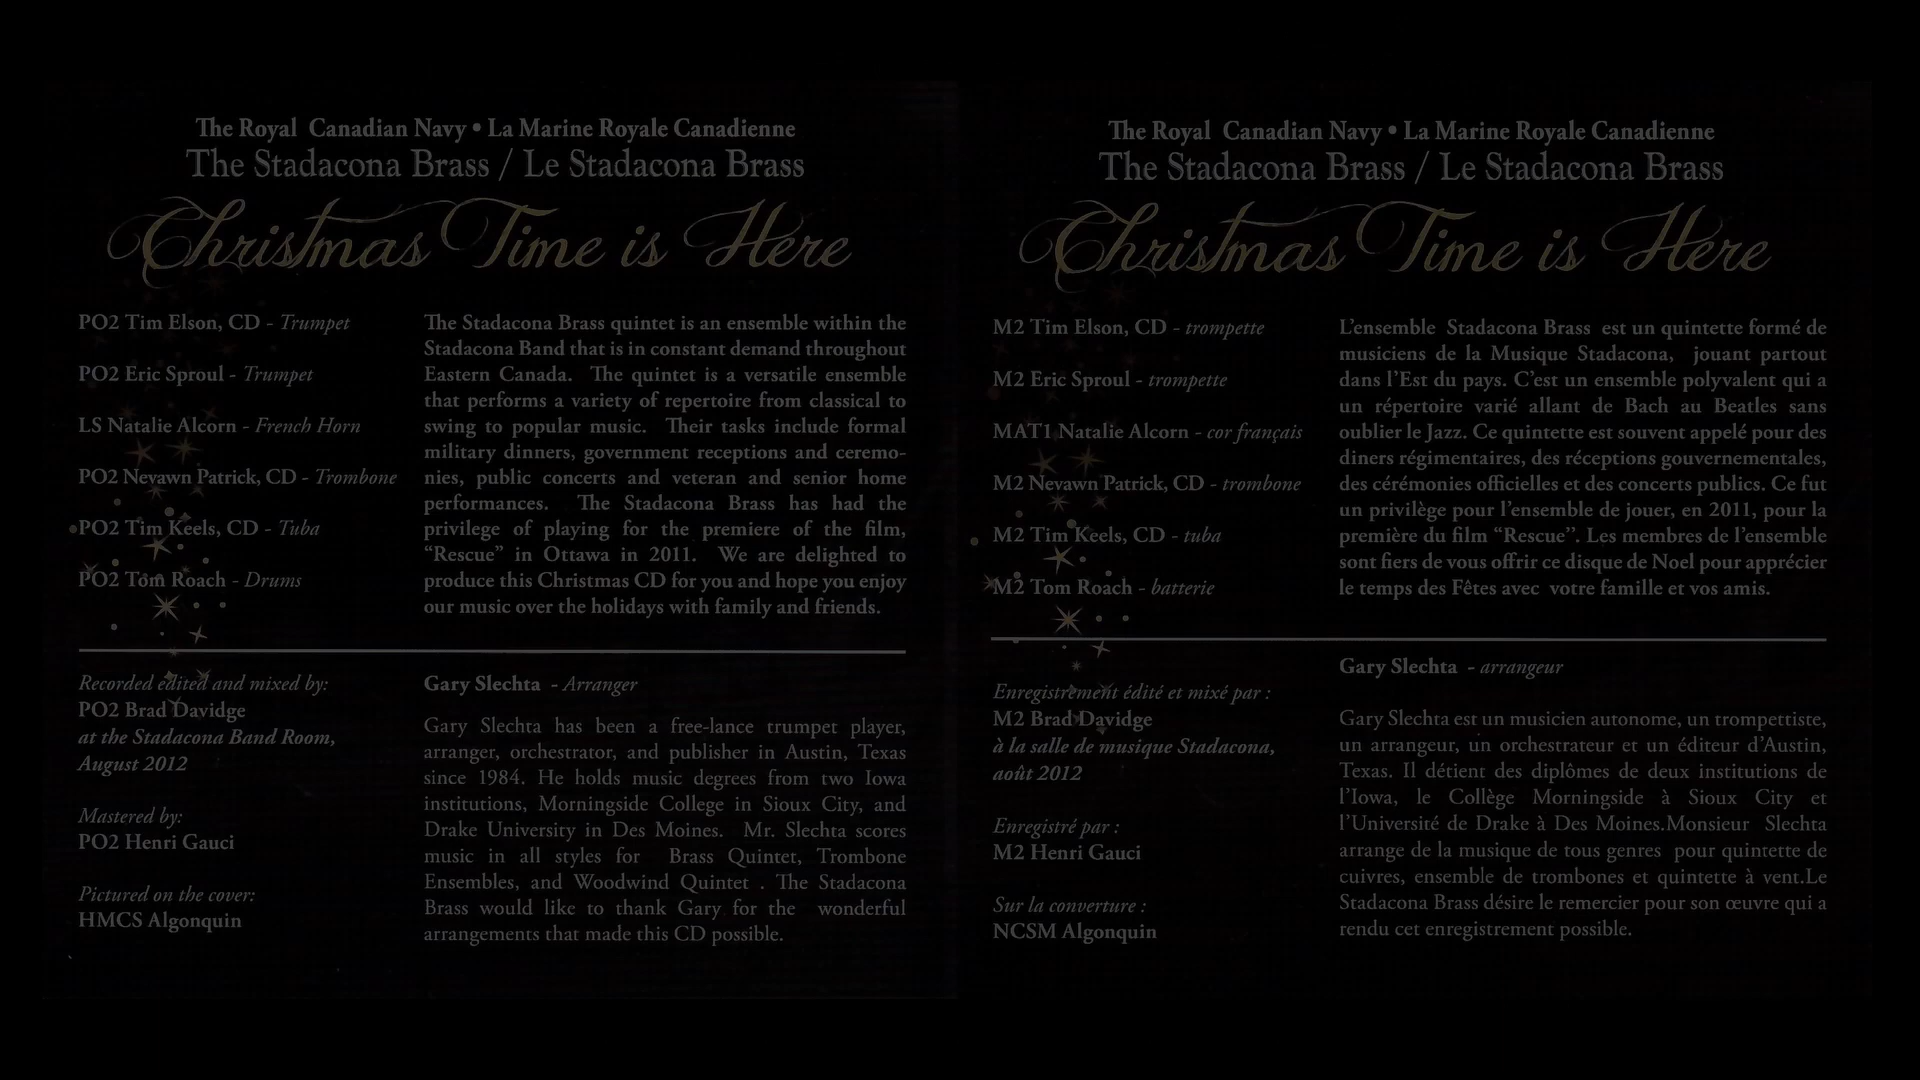 The Royal Canadian Navy • La Marine Royale Canadienne
The Stadacona Brass / Le Stadacona Brass
Christmas Time is Here
PO2 Tim Elson, CD - Trumpet
PO2 Eric Sproul - Trumpet
LS Natalie Alcorn - French Horn
PO2 Nevawn Patrick, CD - Trombone
PO2 Tim Keels, CD - Tuba
PO2 Tom Roach - Drums
The Stadacona Brass quintet is an ensemble within the
Stadacona Band that is in constant demand throughout
Eastern Canada. The quintet is a versatile ensemble
that performs a variety of repertoire from classical to
swing to popular music. Their tasks include formal
military dinners, government receptions and ceremo-
nies, public concerts and veteran and senior home
performances. The Stadacona Brass has had the
privilege of playing for the premiere of the film,
“Rescue” in Ottawa in 2011. We are delighted to
produce this Christmas CD for you and hope you enjoy
our music over the holidays with family and friends.
Recorded edited and mixed by:
PO2 Brad Davidge
at the Stadacona Band Room,
August 2012
Mastered by:
PO2 Henri Gauci
Pictured on the cover:
HMCS Algonquin
Gary Slechta - Arranger
Gary Slechta has been a free-lance trumpet player,
arranger, orchestrator, and publisher in Austin, Texas
since 1984. He holds music degrees from two Iowa
institutions, Morningside College in Sioux City, and
Drake University in Des Moines. Mr. Slechta scores
music in all styles for Brass Quintet, Trombone
Ensembles, and Woodwind Quintet . The Stadacona
Brass would like to thank Gary for the wonderful
arrangements that made this CD possible.
The Royal Canadian Navy • La Marine Royale Canadienne
The Stadacona Brass / Le Stadacona Brass
Christmas Time is Here
M2 Tim Elson, CD - trompette
M2 Eric Sproul - trompette
MAT1 Natalie Alcorn - cor français
M2 Nevawn Patrick, CD - trombone
M2 Tim Keels, CD - tuba
M2 Tom Roach - batterie
L’ensemble Stadacona Brass est un quintette formé de
musiciens de la Musique Stadacona, jouant partout
dans l’Est du pays. C’est un ensemble polyvalent qui a
un répertoire varié allant de Bach au Beatles sans
oublier le Jazz. Ce quintette est souvent appelé pour des
diners régimentaires, des réceptions gouvernementales,
des cérémonies officielles et des concerts publics. Ce fut
un privilège pour l’ensemble de jouer, en 2011, pour la
première du film “Rescue”. Les membres de l’ensemble
sont fiers de vous offrir ce disque de Noel pour apprécier
le temps des Fêtes avec votre famille et vos amis.
Enregistrement édité et mixé par :
M2 Brad Davidge
à la salle de musique Stadacona,
août 2012
Enregistré par :
M2 Henri Gauci
Sur la converture :
NCSM Algonquin
Gary Slechta - arrangeur
Gary Slechta est un musicien autonome, un trompettiste,
un arrangeur, un orchestrateur et un éditeur d’Austin,
Texas. Il détient des diplômes de deux institutions de
l’Iowa, le Collège Morningside à Sioux City et
l’Université de Drake à Des Moines.Monsieur Slechta
arrange de la musique de tous genres pour quintette de
cuivres, ensemble de trombones et quintette à vent.Le
Stadacona Brass désire le remercier pour son œuvre qui a
rendu cet enregistrement possible.